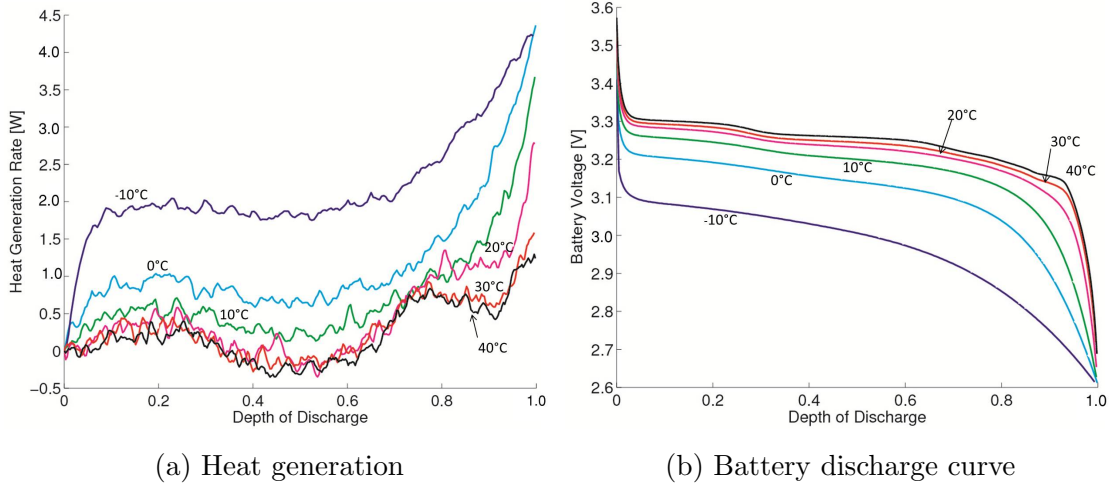 4.5
4.0
3.5
3.0
2.5
2.0
1.5
1.0
0.5
0
−0.5
Heat Generation Rate [W]
-10°C
0°C
10°C
20°C
30°C
40°C
0 0.2 0.4 0.6 0.8 1.0
Depth of Discharge
(a) Heat generation
3.6
3.5
3.4
3.3
3.2
3.1
3.0
2.9
2.8
2.7
2.6
Battery Voltage [V]
20°C
30°C
40°C
10°C
0°C
-10°C
0 0.2 0.4 0.6 0.8 1.0
Depth of Discharge
(b) Battery discharge curve